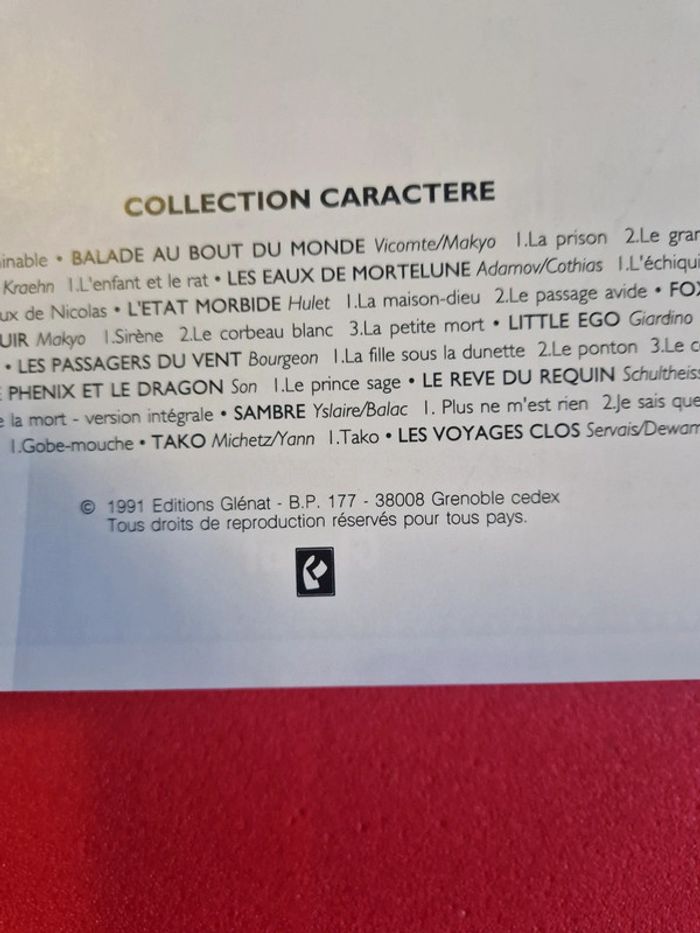 COLLECTION CARACTERE
inable • BALADE AU BOUT DU MONDE Vicomte/Makyo 1.La prison 2.Le gran
Kraehn 1.L'enfant et le rat • LES EAUX DE MORTELUNE Adamov/Cothias 1.L'échiqui
ux de Nicolas • L'ETAT MORBIDE Hulet 1.La maison-dieu 2.Le passage avide • FOX
UIR Makyo 1.Sirène 2.Le corbeau blanc 3.La petite mort • LITTLE EGO Giardino
• LES PASSAGERS DU VENT Bourgeon 1.La fille sous la dunette 2.Le ponton 3.Le c
PHENIX ET LE DRAGON Son 1.Le prince sage • LE REVE DU REQUIN Schultheiss
e la mort - version intégrale • SAMBRE Yslaire/Balac 1. Plus ne m'est rien 2.Je sais que
1.Gobe-mouche • TAKO Michetz/Yann 1.Tako • LES VOYAGES CLOS Servais/Dewam
© 1991 Editions Glénat - B.P. 177 - 38008 Grenoble cedex
Tous droits de reproduction réservés pour tous pays.